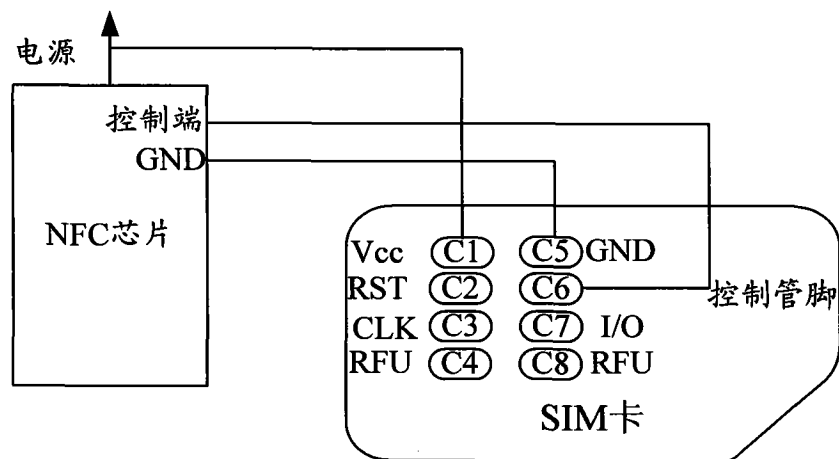 电源
控制端
GND
NFC芯片
Vcc C1 C5 GND
RST C2 C6 控制管脚
CLK C3 C7 I/O
RFU C4 C8 RFU
SIM卡